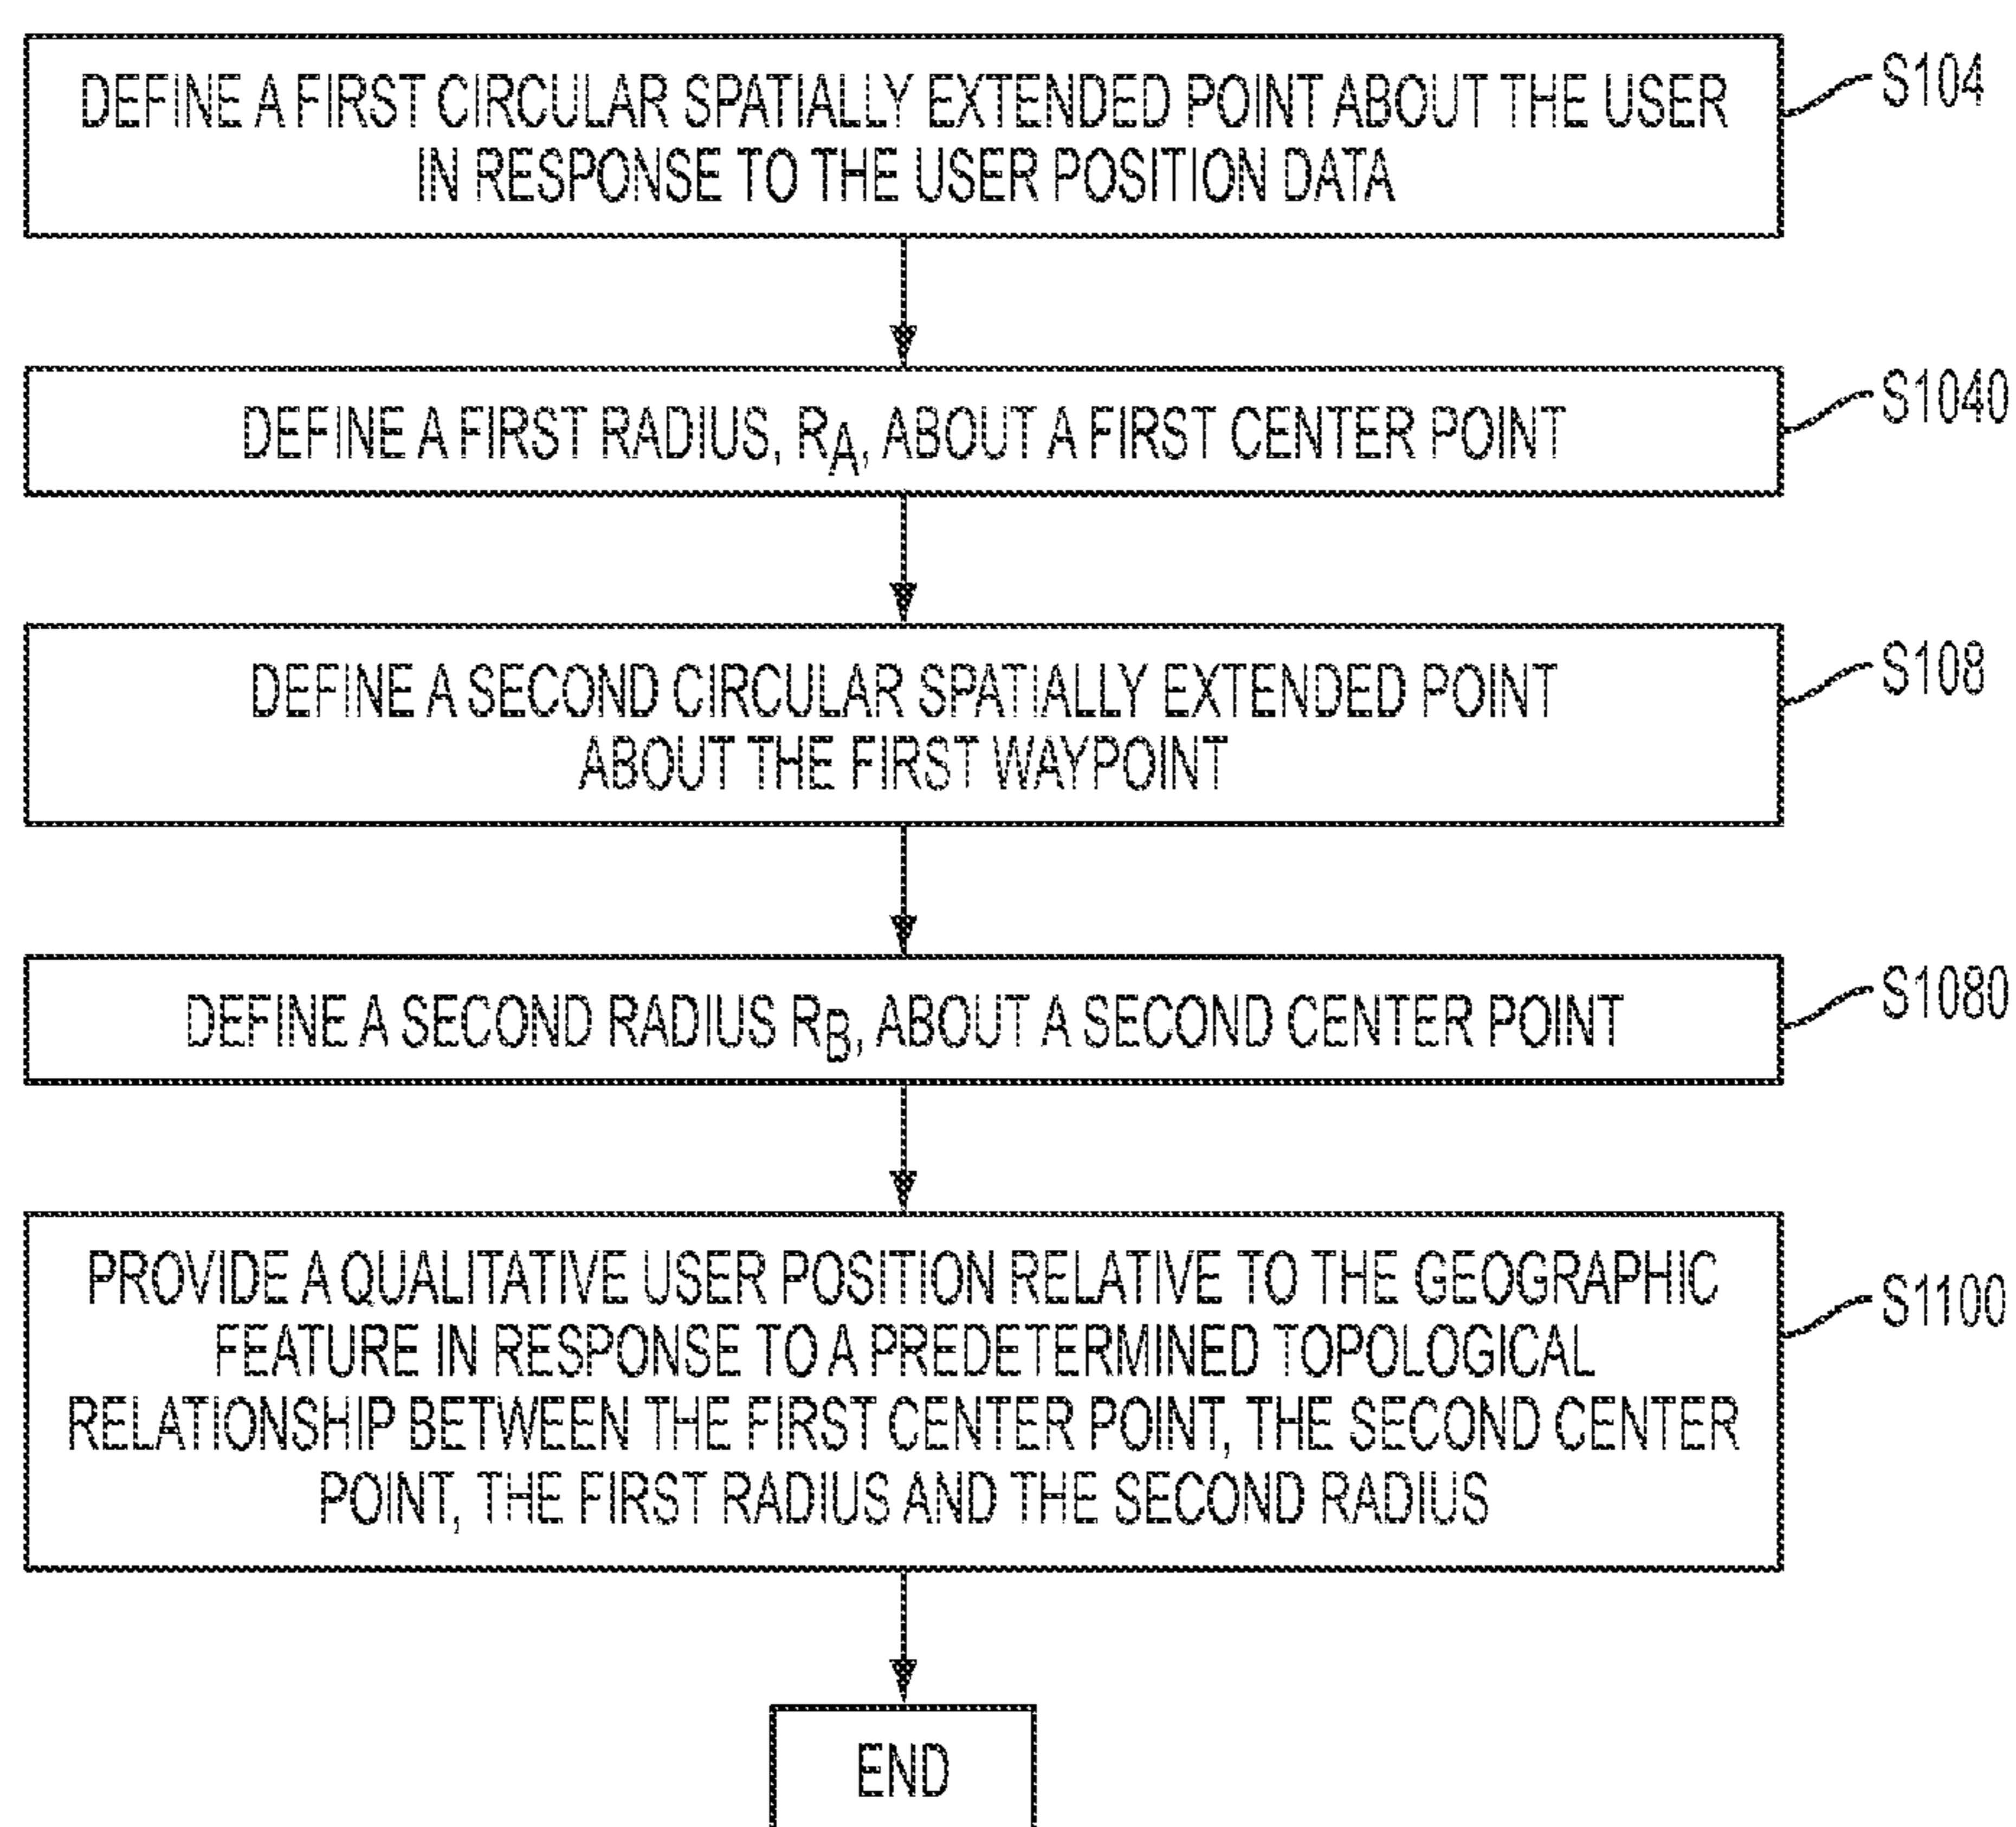 DEFINE A FIRST CIRCULAR SPATIALLY EXTENDED POINT ABOUT THE USER
IN RESPONSE TO THE USER POSITION DATA
S104
DEFINE A FIRST RADIUS, RA, ABOUT A FIRST CENTER POINT
S1040
DEFINE A SECOND CIRCULAR SPATIALLY EXTENDED POINT
ABOUT THE FIRST WAYPOINT
S108
DEFINE A SECOND RADIUS RB, ABOUT A SECOND CENTER POINT
S1080
PROVIDE A QUALITATIVE USER POSITION RELATIVE TO THE GEOGRAPHIC
FEATURE IN RESPONSE TO A PREDETERMINED TOPOLOGICAL
RELATIONSHIP BETWEEN THE FIRST CENTER POINT, THE SECOND CENTER
POINT, THE FIRST RADIUS AND THE SECOND RADIUS
S1100
END